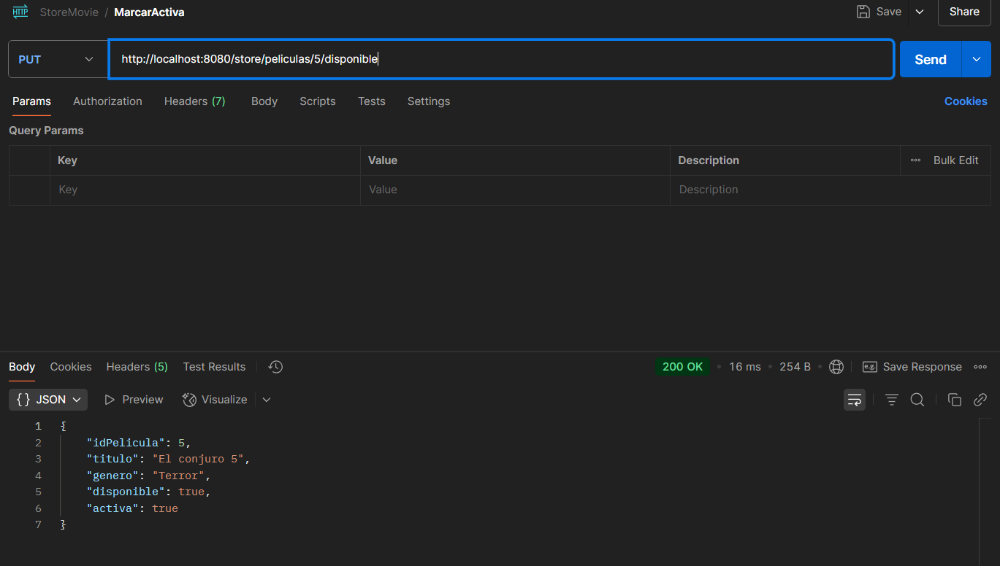 HTTP StoreMovie / MarcarActiva Save Share
PUT http://localhost:8080/store/peliculas/5/disponible Send
Params Authorization Headers (7) Body Scripts Tests Settings Cookies
Query Params
Key Value Description ••• Bulk Edit
Key Value Description
Body Cookies Headers (5) Test Results 200 OK • 16 ms • 254 B • e.g. Save Response •••
{} JSON Preview Visualize
1 {
2 "idPelicula": 5,
3 "titulo": "El conjuro 5",
4 "genero": "Terror",
5 "disponible": true,
6 "activa": true
7 }